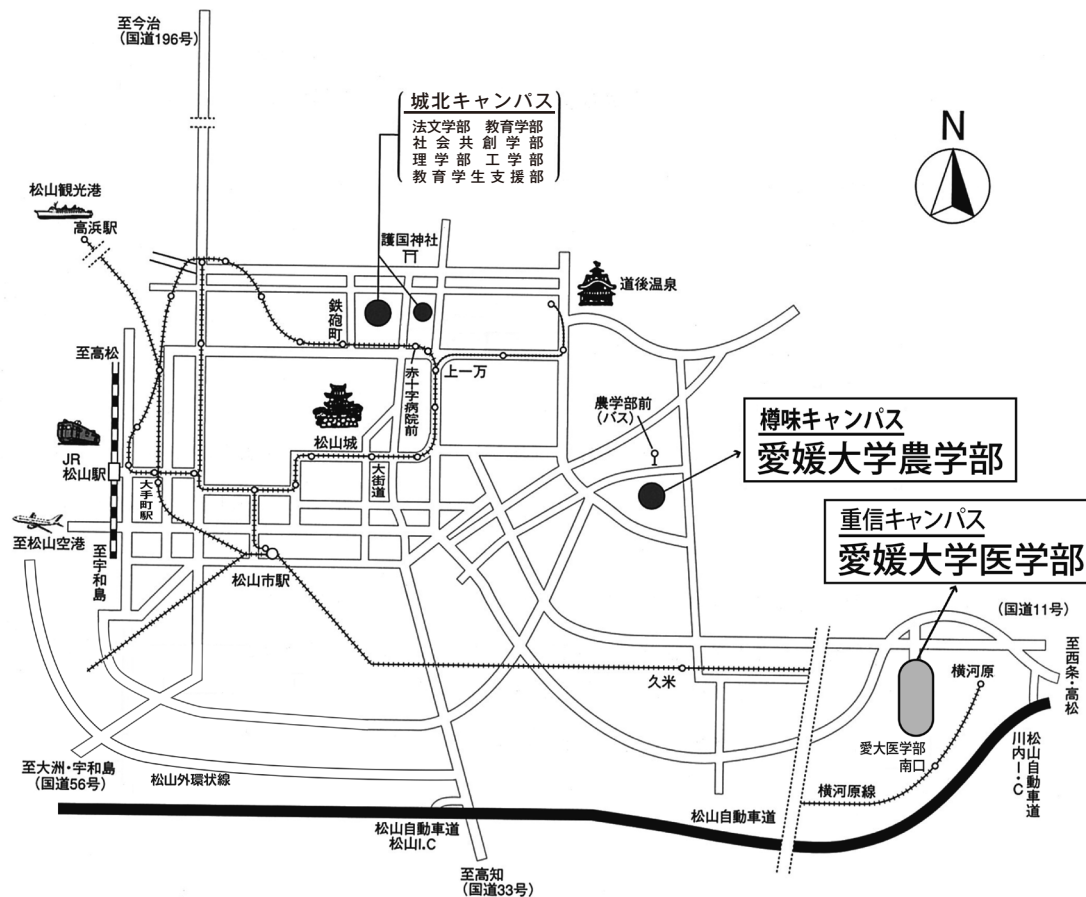 至今治
(国道196号)
城北キャンパス
法文学部 教育学部
社会共創学部
理学部 工学部
教育学生支援部
N
松山観光港
高浜駅
護国神社
道後温泉
鉄砲町
至高松
赤十字病院前
上一万
農学部前
(バス)
松山城
大街道
JR
松山駅
大手町駅
樽味キャンパス
愛媛大学農学部
至松山空港
至宇和島
松山市駅
重信キャンパス
愛媛大学医学部
(国道11号)
至西条・高松
久米
横河原
愛大医学部
南口
至大洲・宇和島
(国道56号)
松山外環状線
横河原線
松山自動車道
川内I・C
松山自動車道
松山I.C
松山自動車道
至高知
(国道33号)